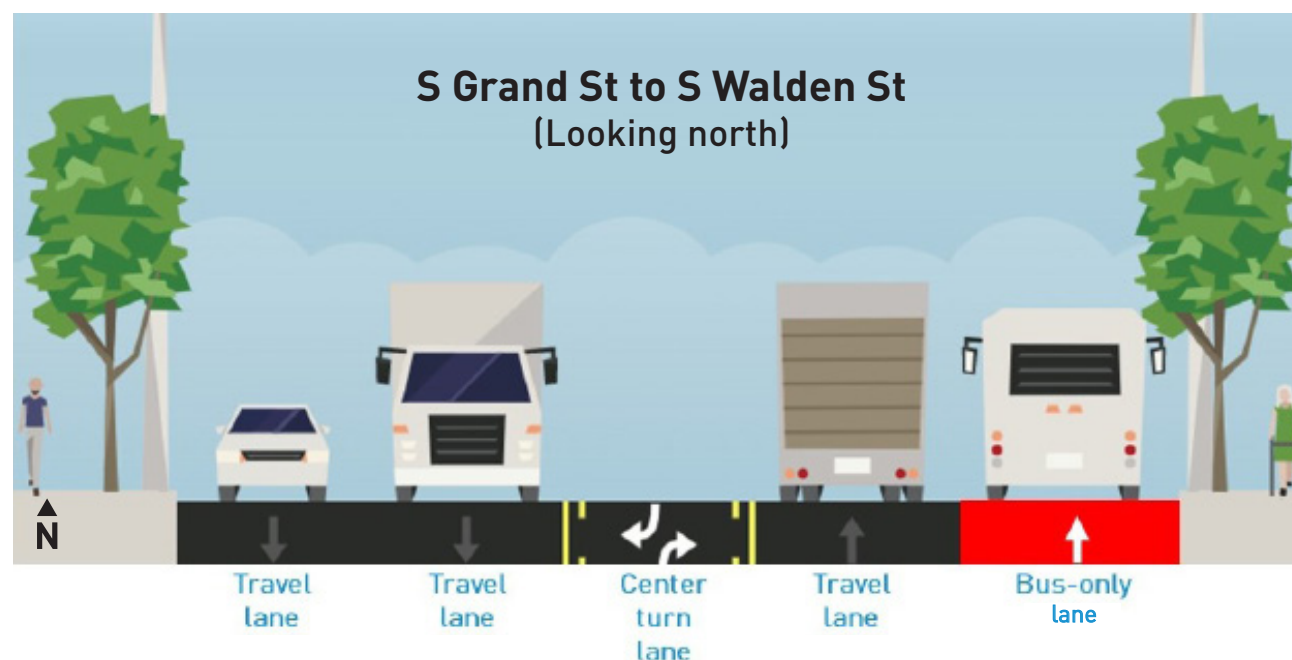 S Grand St to S Walden St
(Looking north)
N
Travel
lane
Travel
lane
Center
turn
lane
Travel
lane
Bus-only
lane